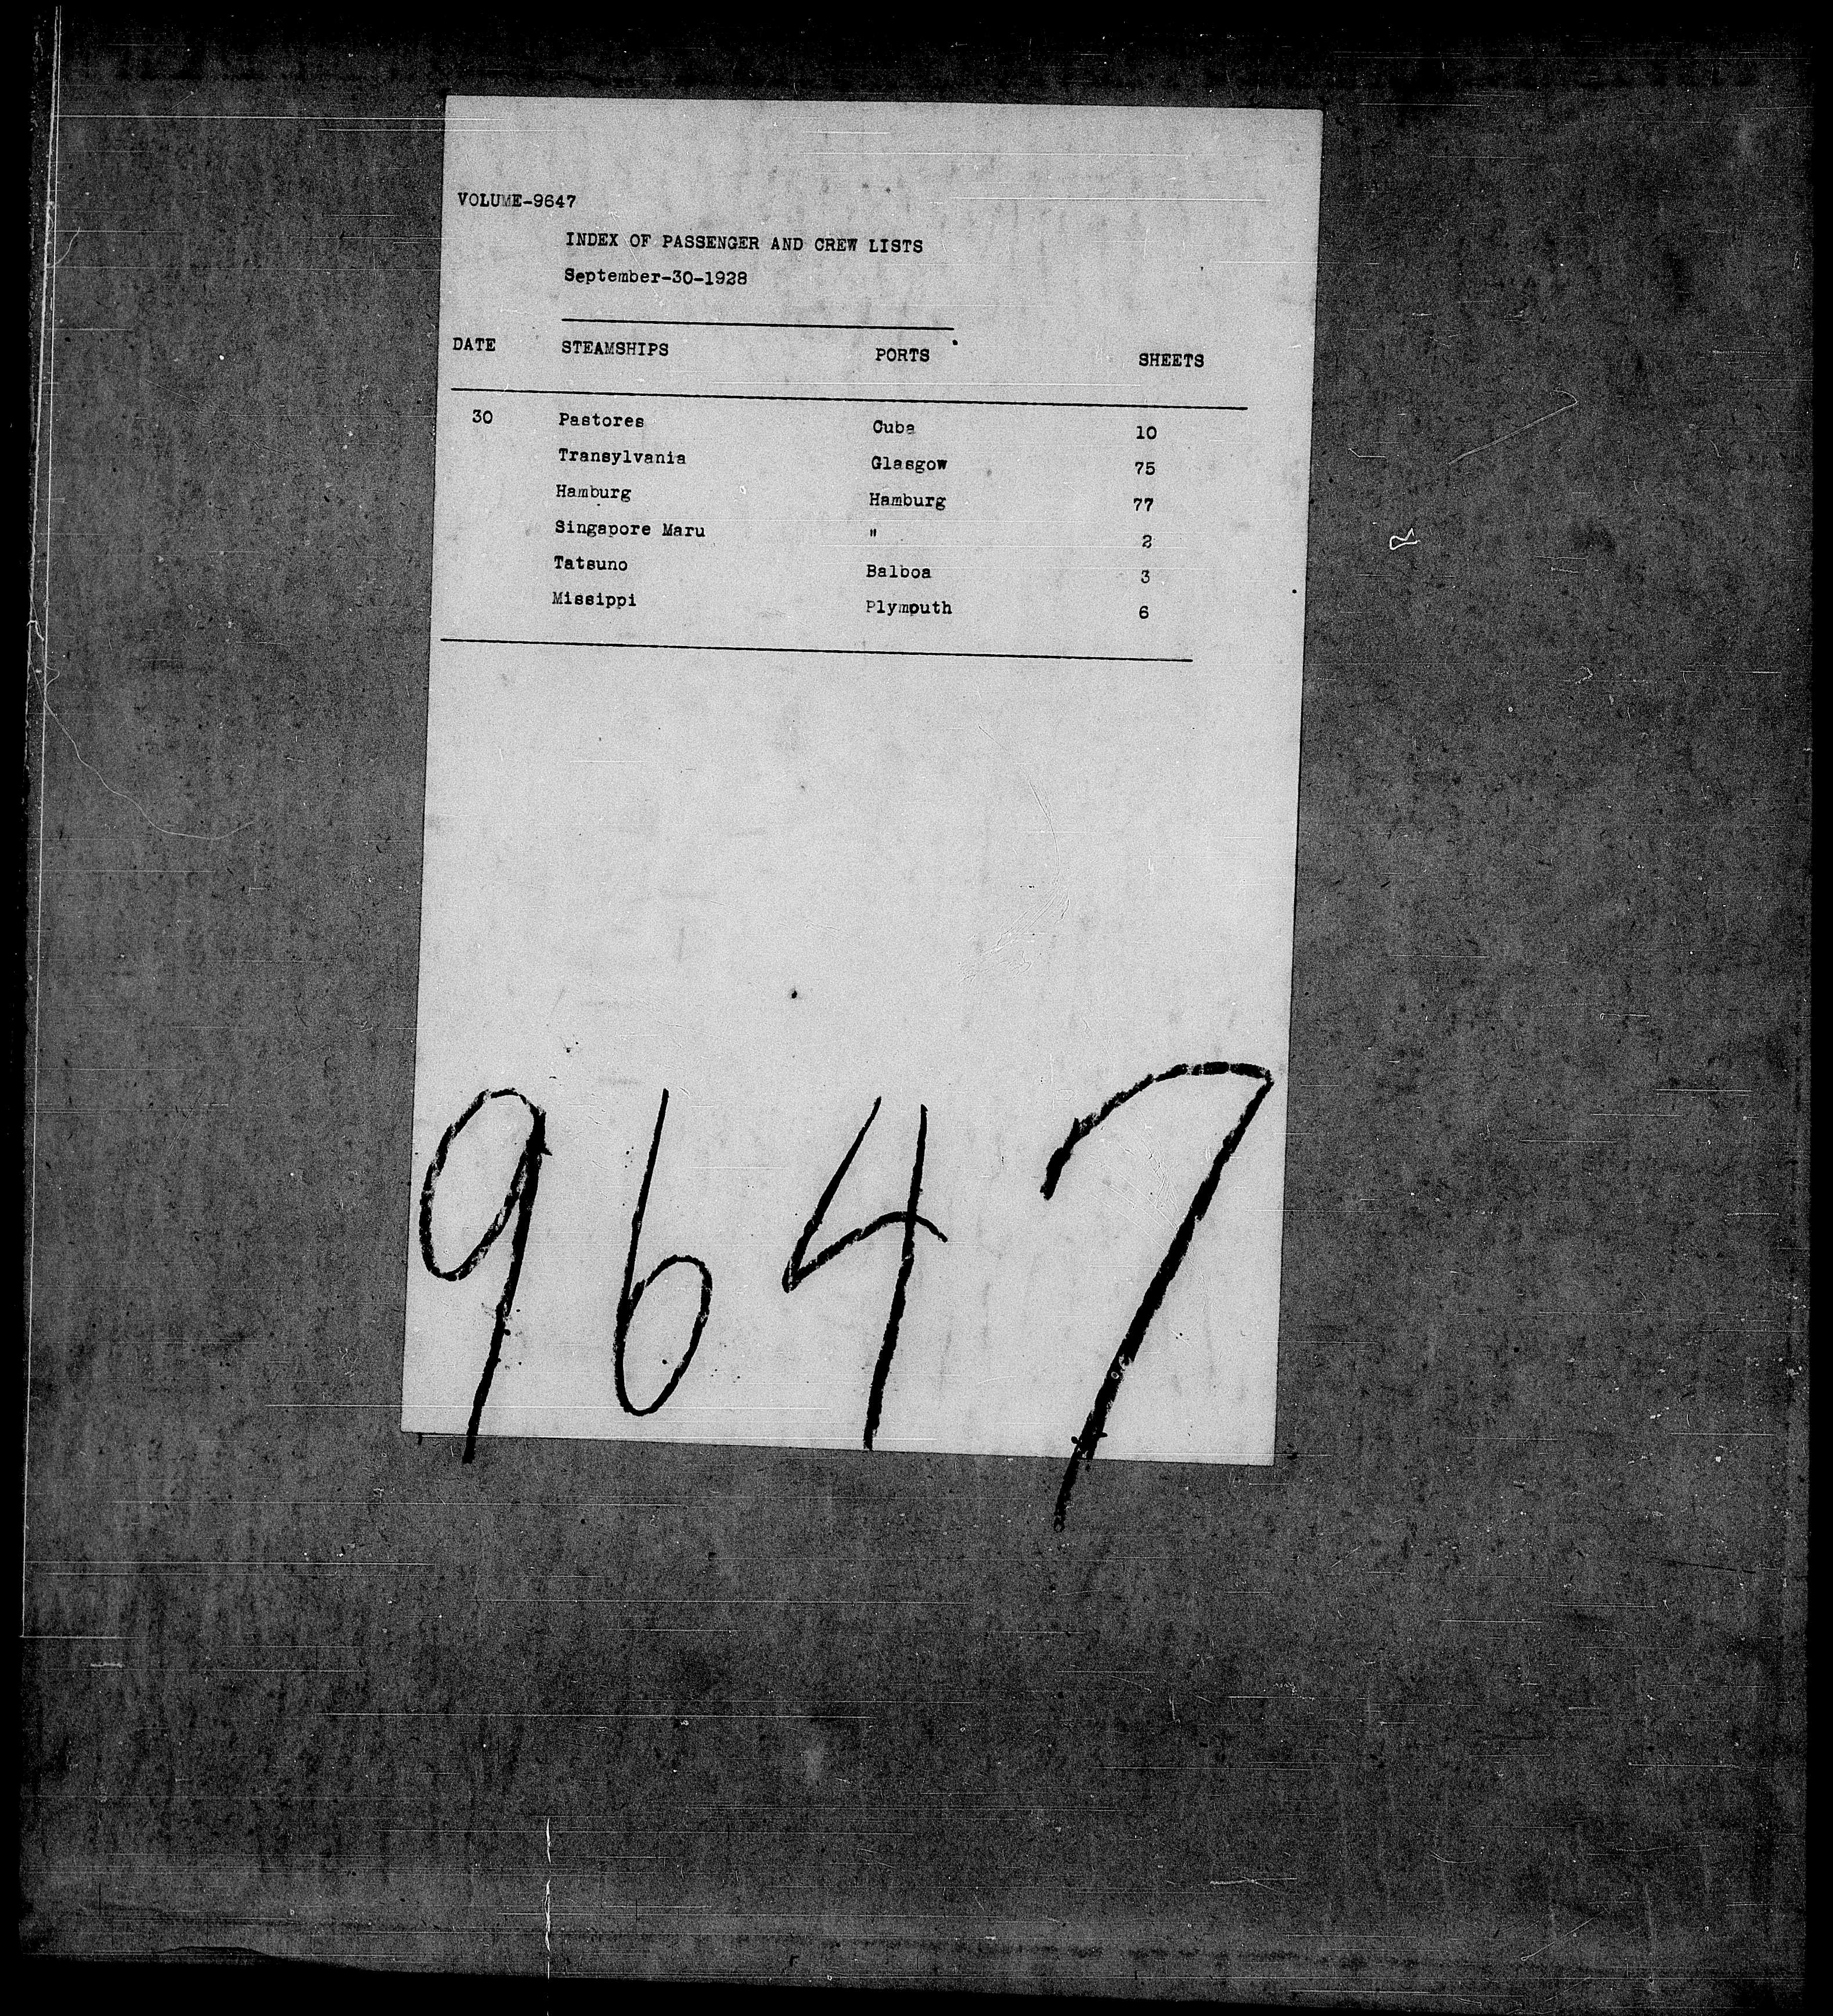 VOLUME-9647
INDEX OF PASSENGER AND CREW LISTS
September-30-1928
DATE STEAMSHIPS PORTS SHEETS
30 Pastores Cuba 10
Transylvania Glasgow 75
Hamburg Hamburg 77
Singapore Maru " 2
Tatsuno Balboa 3
Missippi Plymouth 6
9647